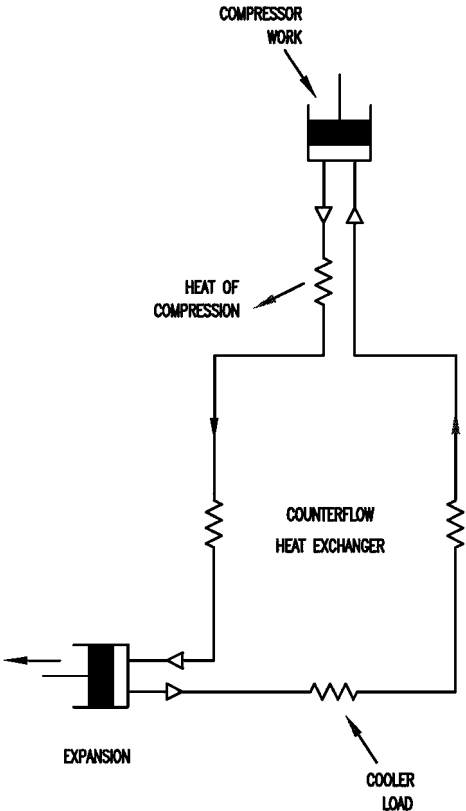 COMPRESSOR
WORK
HEAT OF
COMPRESSION
COUNTERFLOW
HEAT EXCHANGER
EXPANSION
COOLER
LOAD